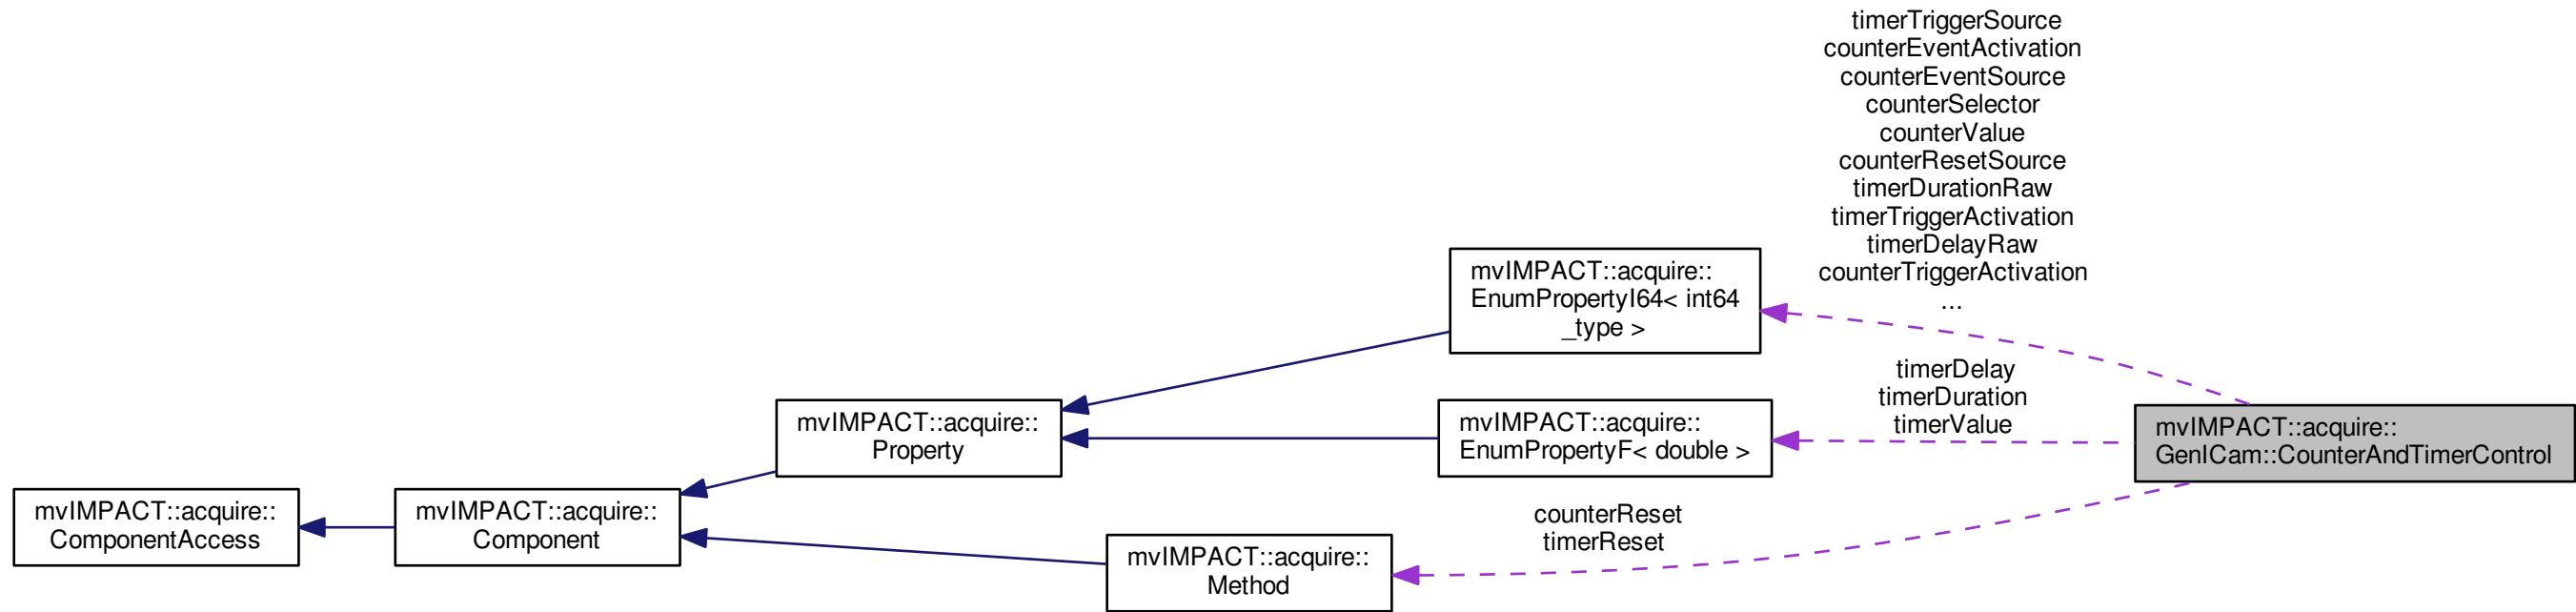 timerTriggerSource
counterEventActivation
counterEventSource
counterSelector
counterValue
counterResetSource
timerDurationRaw
timerTriggerActivation
timerDelayRaw
counterTriggerActivation
...
mvIMPACT::acquire::
EnumPropertyI64< int64
_type >
timerDelay
timerDuration
timerValue
mvIMPACT::acquire::
Property
mvIMPACT::acquire::
EnumPropertyF< double >
mvIMPACT::acquire::
GenICam::CounterAndTimerControl
mvIMPACT::acquire::
ComponentAccess
mvIMPACT::acquire::
Component
counterReset
timerReset
mvIMPACT::acquire::
Method